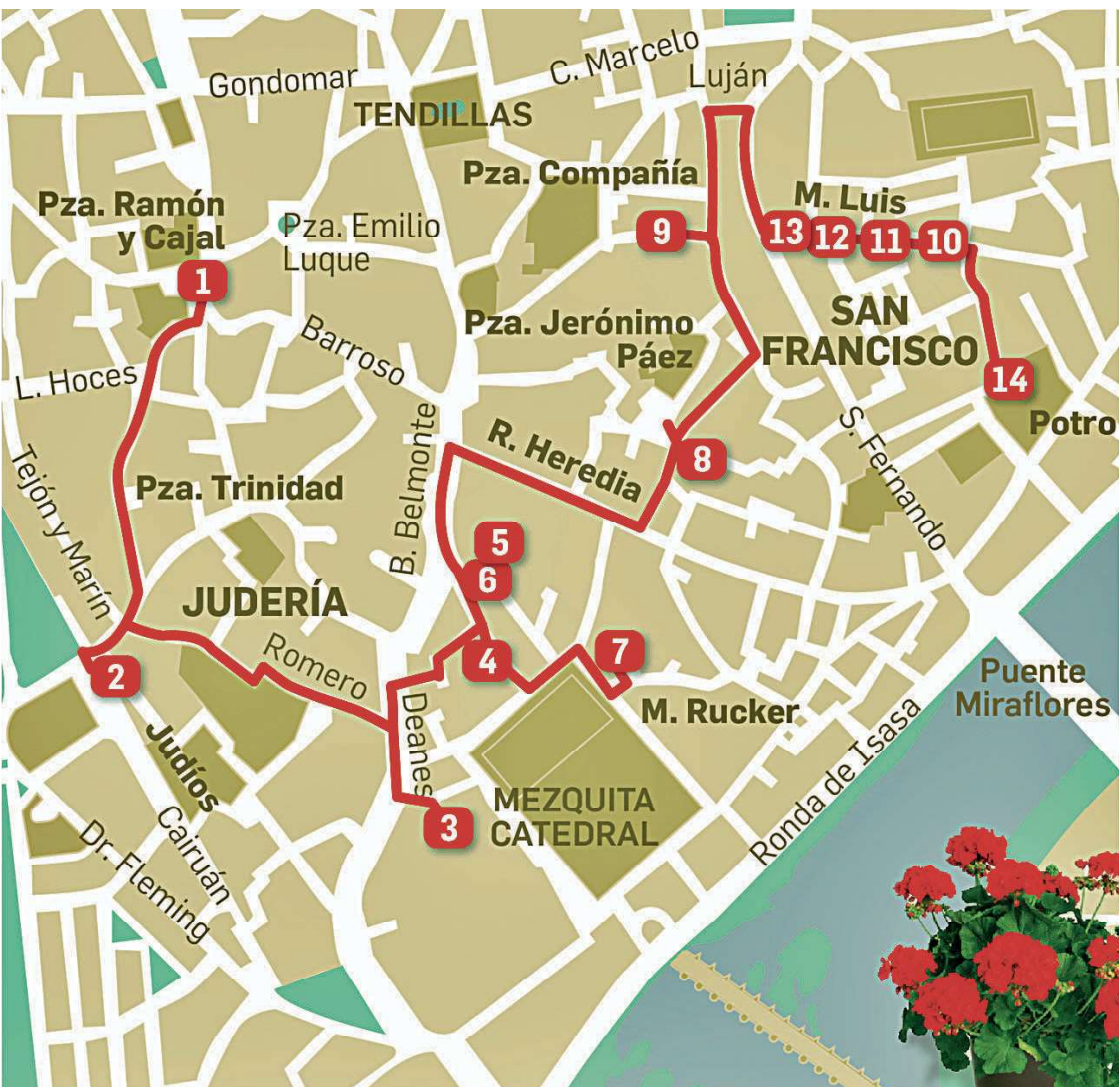 C. Marcelo
Gondomar
Luján
TENDILLAS
Pza. Compañía
Pza. Ramón
y Cajal
M. Luis
Pza. Emilio
Luque
9
13
12
11
10
1
SAN
FRANCISCO
Pza. Jerónimo
Páez
Barroso
L. Hoces
14
Potro
B. Belmonte
R. Heredia
S. Fernando
8
Tejón y Marín
Pza. Trinidad
5
6
JUDERÍA
Romero
4
7
2
Puente
Miraflores
M. Rucker
Deanes
Judíos
MEZQUITA
CATEDRAL
3
Ronda de Isasa
Cairuán
Dr. Fleming